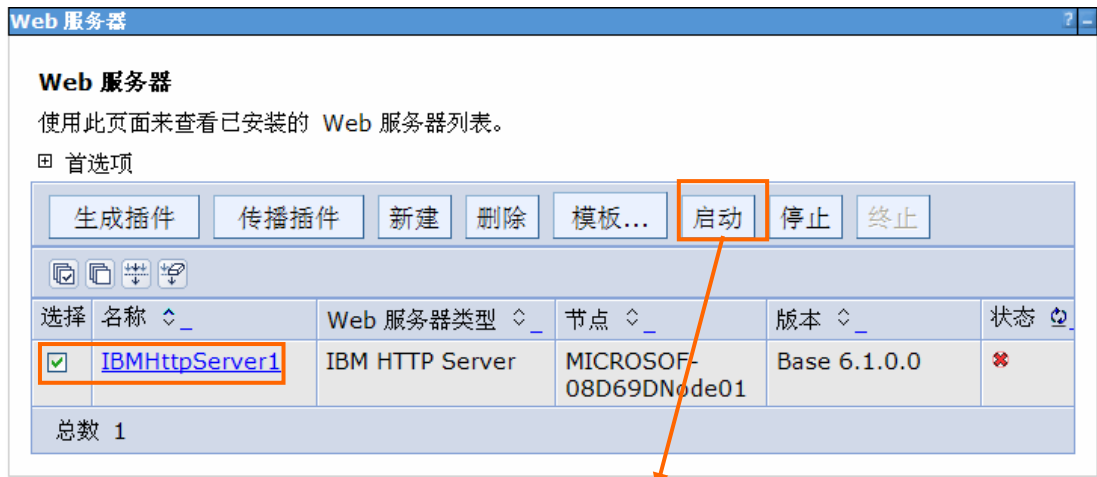 Web 服务器 ? -
Web 服务器
使用此页面来查看已安装的 Web 服务器列表。
首选项
生成插件 传播插件 新建 删除 模板... 启动 停止 终止
选择 名称 Web 服务器类型 节点 版本 状态
IBMHttpServer1 IBM HTTP Server MICROSOF- Base 6.1.0.0
08D69DNode01
总数 1